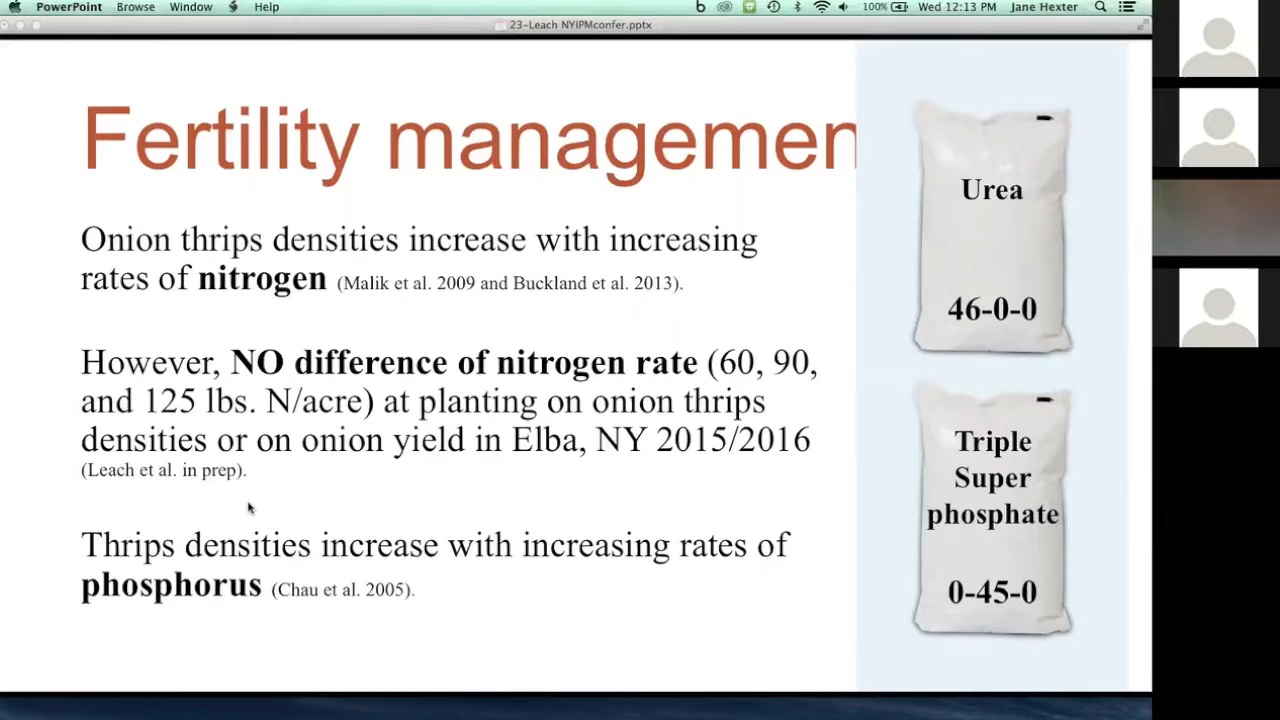 PowerPoint Browse Window Help
100% Wed 12:13 PM Jane Hexter
23-Leach NYIPMconfer.pptx
Fertility managemen
Onion thrips densities increase with increasing
rates of nitrogen (Malik et al. 2009 and Buckland et al. 2013).
However, NO difference of nitrogen rate (60, 90,
and 125 lbs. N/acre) at planting on onion thrips
densities or on onion yield in Elba, NY 2015/2016
(Leach et al. in prep).
Thrips densities increase with increasing rates of
phosphorus (Chau et al. 2005).
Urea
46-0-0
Triple
Super
phosphate
0-45-0